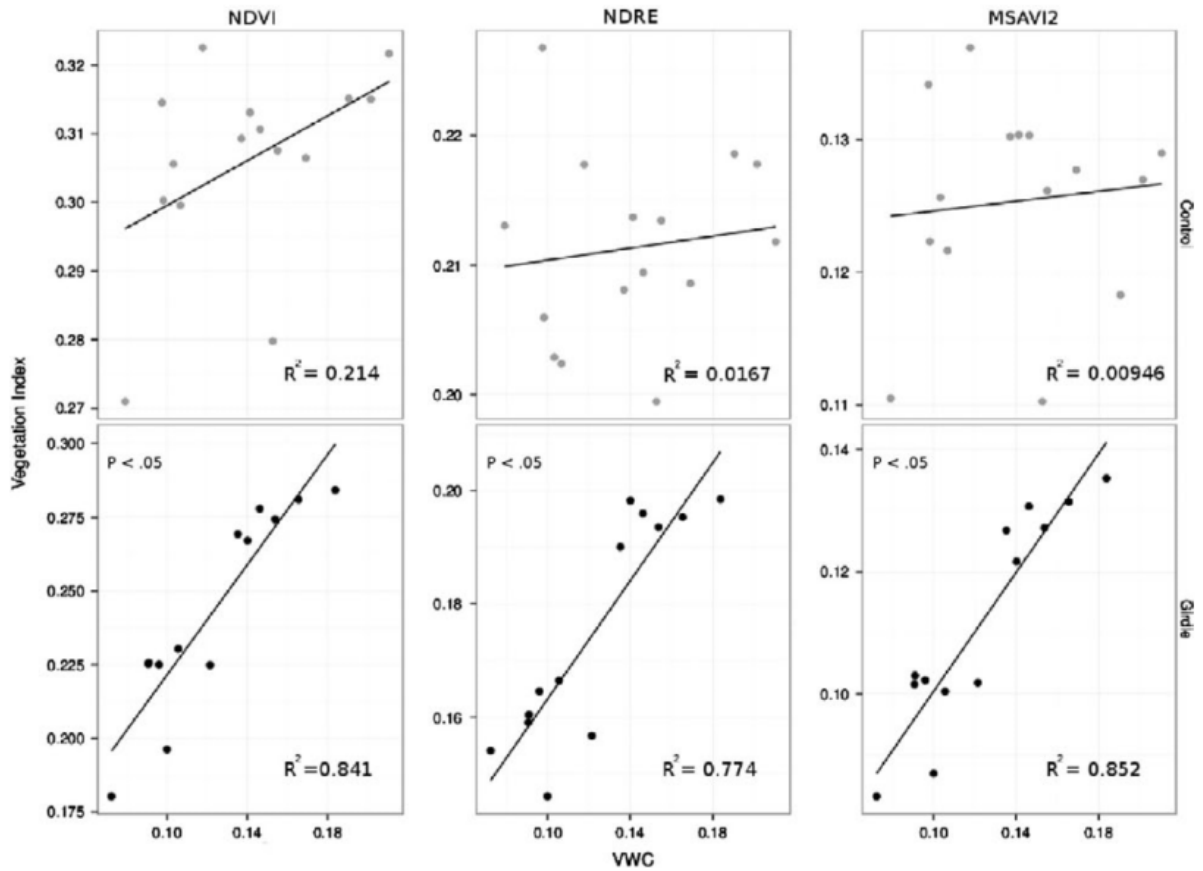 NDVI NDRE MSAVI2
0.32
0.31
0.30
0.29
0.28
0.27
R² = 0.214
0.22
0.21
0.20
R² = 0.0167
0.13
0.12
0.11
R² = 0.00946
Control
Vegetation Index
0.300
0.275
0.250
0.225
0.200
0.175
P < .05
R²=0.841
0.20
0.18
0.16
P < .05
R² = 0.774
0.14
0.12
0.10
P < .05
R² = 0.852
Girdle
0.10 0.14 0.18 0.10 0.14 0.18 0.10 0.14 0.18
VWC